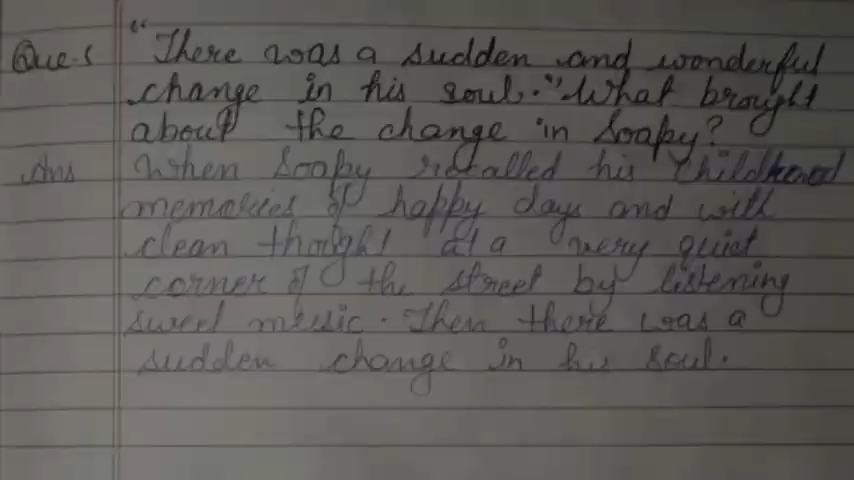 Que.5 "There was a sudden and wonderful
change in his soul." What brought
about the change in Soapy?
Ans When Soapy recalled his childhood
memories of happy days and with
clean thought at a very quiet
corner of the street by listening
sweet music. Then there was a
sudden change in his soul.